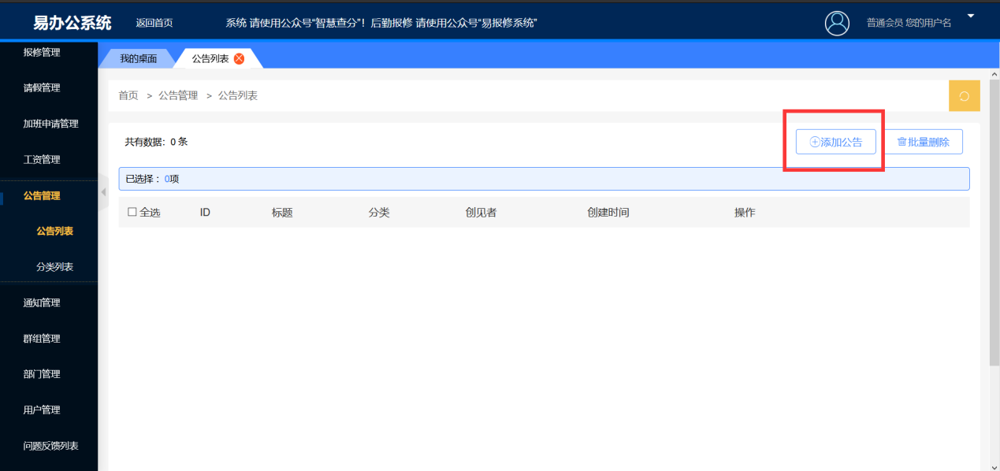 易办公系统 返回首页 系统 请使用公众号“智慧查分”！后勤报修 请使用公众号“易报修系统” 普通会员 您的用户名
报修管理
请假管理
加班申请管理
工资管理
公告管理
公告列表
分类列表
通知管理
群组管理
部门管理
用户管理
问题反馈列表
我的桌面 公告列表
首页 > 公告管理 > 公告列表
共有数据：0 条 添加公告 批量删除
已选择： 0项
全选 ID 标题 分类 创见者 创建时间 操作